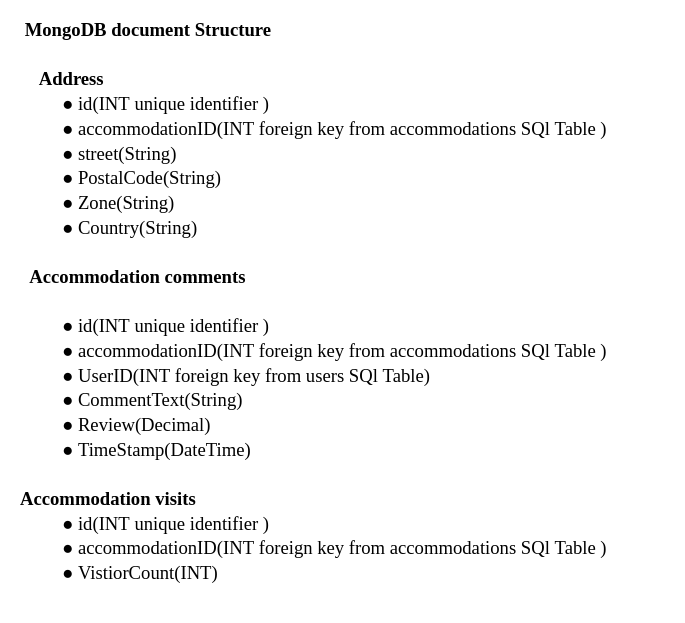 MongoDB document Structure
Address
● id(INT unique identifier )
● accommodationID(INT foreign key from accommodations SQl Table )
● street(String)
● PostalCode(String)
● Zone(String)
● Country(String)
Accommodation comments
● id(INT unique identifier )
● accommodationID(INT foreign key from accommodations SQl Table )
● UserID(INT foreign key from users SQl Table)
● CommentText(String)
● Review(Decimal)
● TimeStamp(DateTime)
Accommodation visits
● id(INT unique identifier )
● accommodationID(INT foreign key from accommodations SQl Table )
● VistiorCount(INT)